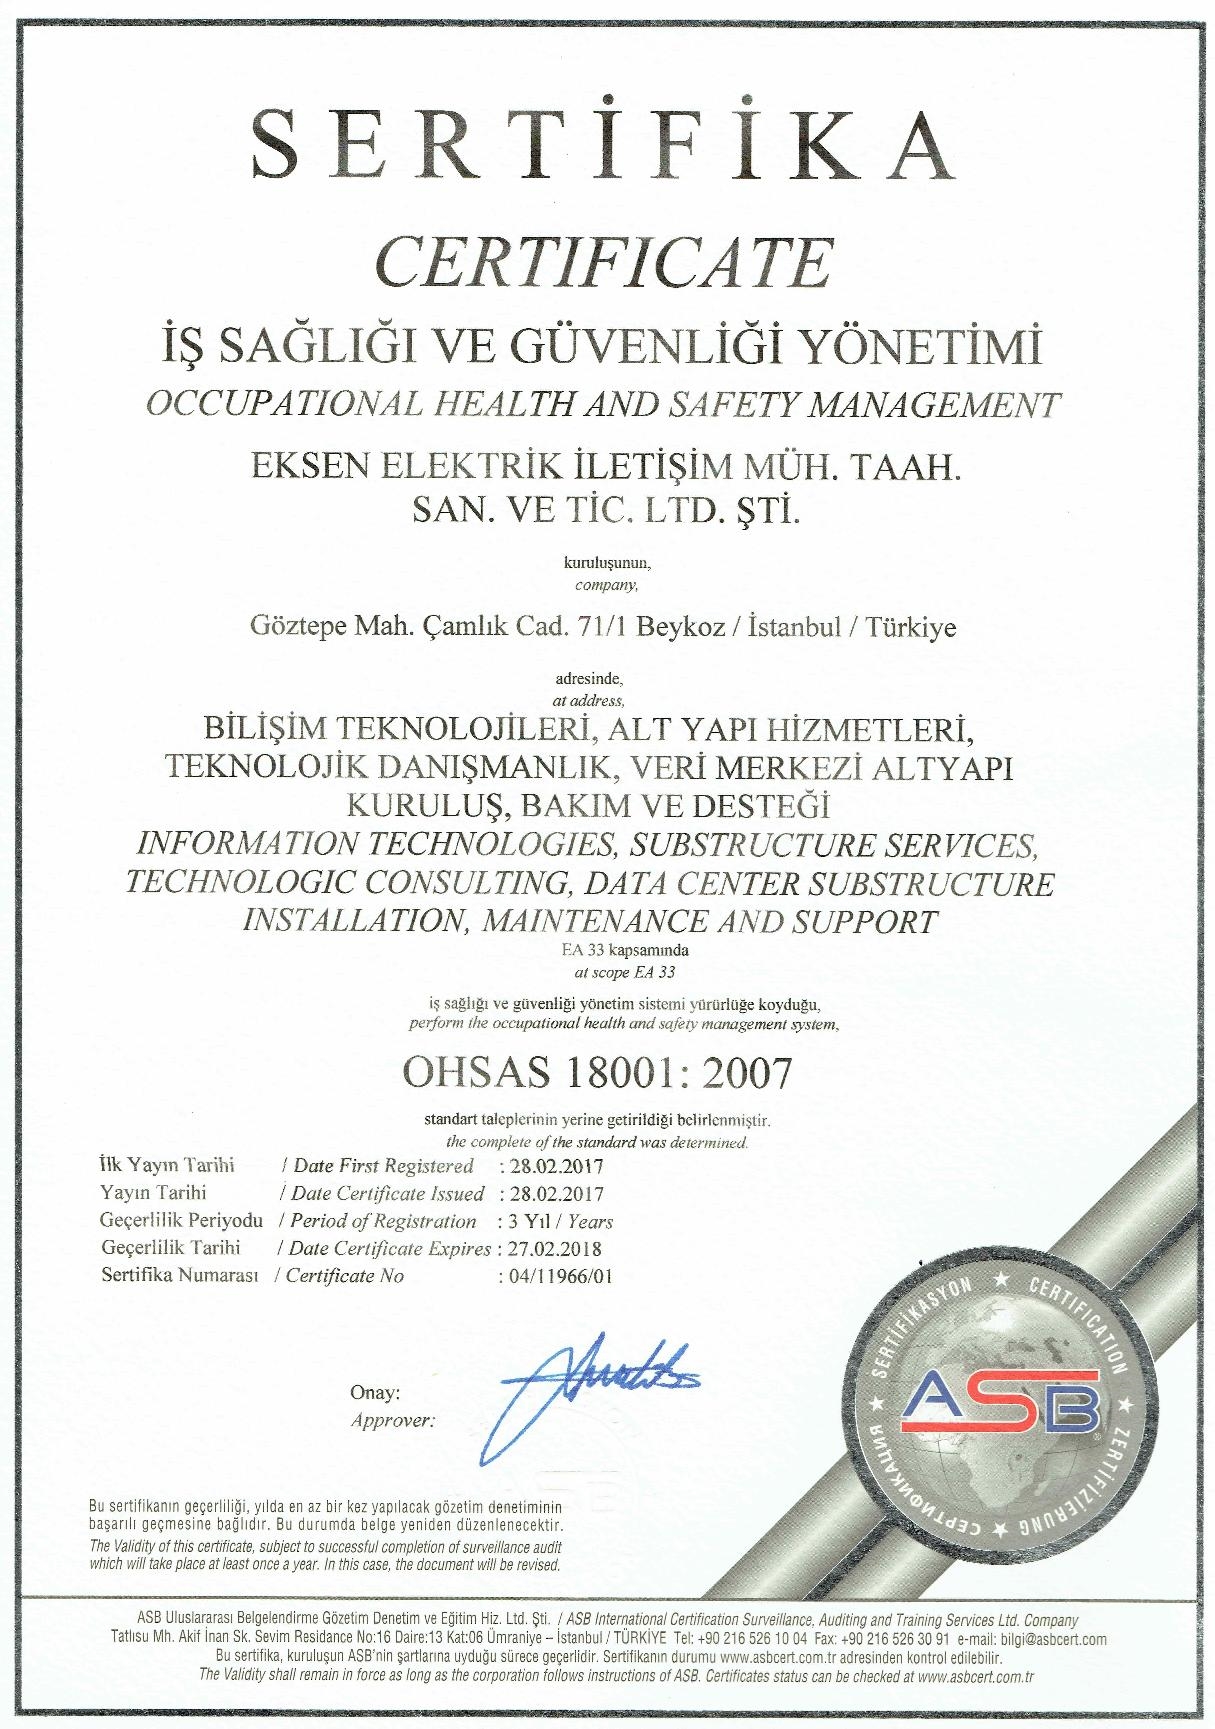 SERTİFİKA
CERTIFICATE
İŞ SAĞLIĞI VE GÜVENLİĞİ YÖNETİMİ
OCCUPATIONAL HEALTH AND SAFETY MANAGEMENT
EKSEN ELEKTRİK İLETİŞİM MÜH. TAAH.
SAN. VE TİC. LTD. ŞTİ.
kuruluşunun,
company,
Göztepe Mah. Çamlık Cad. 71/1 Beykoz / İstanbul / Türkiye
adresinde,
at address,
BİLİŞİM TEKNOLOJİLERİ, ALT YAPI HİZMETLERİ,
TEKNOLOJİK DANIŞMANLIK, VERİ MERKEZİ ALTYAPI
KURULUŞ, BAKIM VE DESTEĞİ
INFORMATION TECHNOLOGIES, SUBSTRUCTURE SERVICES,
TECHNOLOGIC CONSULTING, DATA CENTER SUBSTRUCTURE
INSTALLATION, MAINTENANCE AND SUPPORT
EA 33 kapsamında
at scope EA 33
iş sağlığı ve güvenliği yönetim sistemi yürürlüğe koyduğu,
perform the occupational health and safety management system,
OHSAS 18001: 2007
standart taleplerinin yerine getirildiği belirlenmiştir.
the complete of the standard was determined.
İlk Yayın Tarihi / Date First Registered : 28.02.2017
Yayın Tarihi / Date Certificate Issued : 28.02.2017
Geçerlilik Periyodu / Period of Registration : 3 Yıl / Years
Geçerlilik Tarihi / Date Certificate Expires : 27.02.2018
Sertifika Numarası / Certificate No : 04/11966/01
Onay:
Approver:
SERTİFİKASYON ★ CERTIFICATION ★ ZERTIFIZIERUNG ★ СЕРТИФИКАЦИЯ ★
ASB®
Bu sertifikanın geçerliliği, yılda en az bir kez yapılacak gözetim denetiminin
başarılı geçmesine bağlıdır. Bu durumda belge yeniden düzenlenecektir.
The Validity of this certificate, subject to successful completion of surveillance audit
which will take place at least once a year. In this case, the document will be revised.
ASB Uluslararası Belgelendirme Gözetim Denetim ve Eğitim Hiz. Ltd. Şti. / ASB International Certification Surveillance, Auditing and Training Services Ltd. Company
Tatlısu Mh. Akif İnan Sk. Sevim Residance No:16 Daire:13 Kat:06 Ümraniye – İstanbul / TÜRKİYE Tel: +90 216 526 10 04 Fax: +90 216 526 30 91 e-mail: bilgi@asbcert.com
Bu sertifika, kuruluşun ASB'nin şartlarına uyduğu sürece geçerlidir. Sertifikanın durumu www.asbcert.com.tr adresinden kontrol edilebilir.
The Validity shall remain in force as long as the corporation follows instructions of ASB. Certificates status can be checked at www.asbcert.com.tr